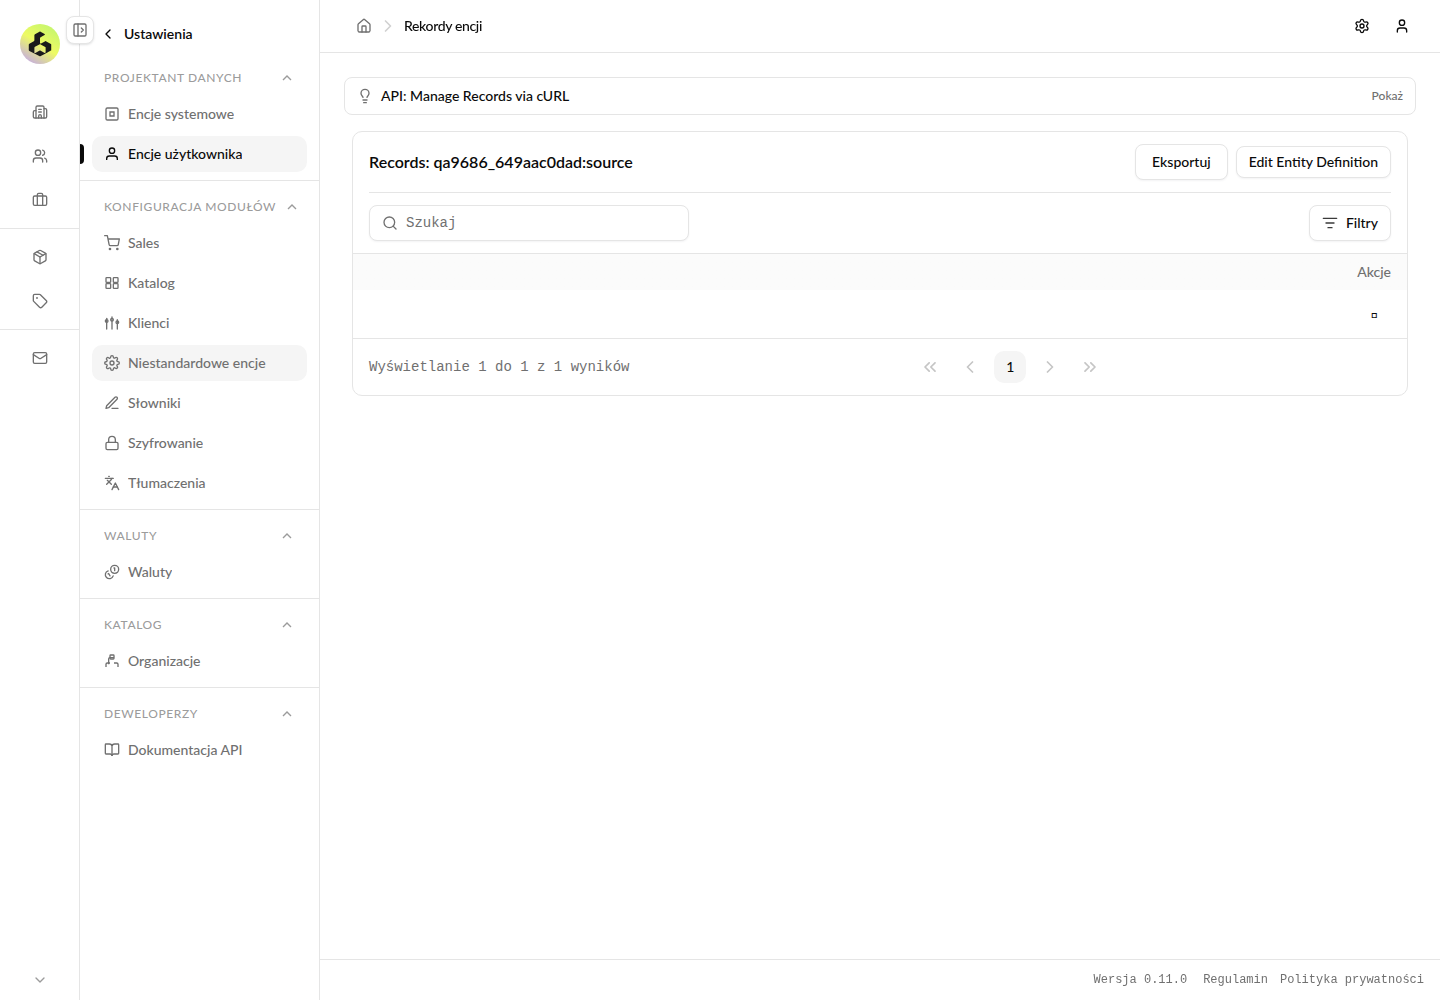 Ustawienia
PROJEKTANT DANYCH
Encje systemowe
Encje użytkownika
KONFIGURACJA MODUŁÓW
Sales
Katalog
Klienci
Niestandardowe encje
Słowniki
Szyfrowanie
Tłumaczenia
WALUTY
Waluty
KATALOG
Organizacje
DEWELOPERZY
Dokumentacja API
Rekordy encji
API: Manage Records via cURL
Pokaż
Records: qa9686_649aac0dad:source
Eksportuj
Edit Entity Definition
Szukaj
Filtry
Akcje
Wyświetlanie 1 do 1 z 1 wyników
1
Wersja 0.11.0 Regulamin Polityka prywatności